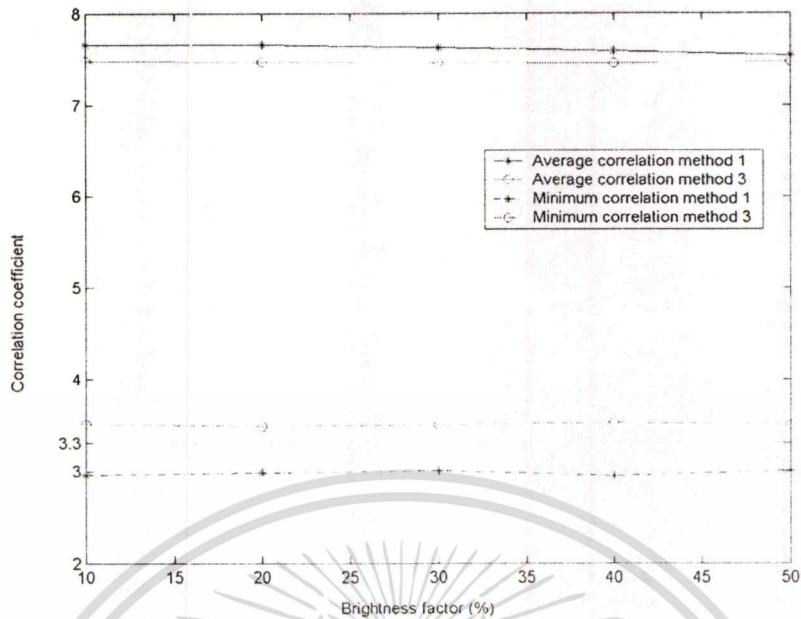 8
7
6
5
4
3.3
3
2
Correlation coefficient
Average correlation method 1
Average correlation method 3
Minimum correlation method 1
Minimum correlation method 3
10 15 20 25 30 35 40 45 50
Brightness factor (%)